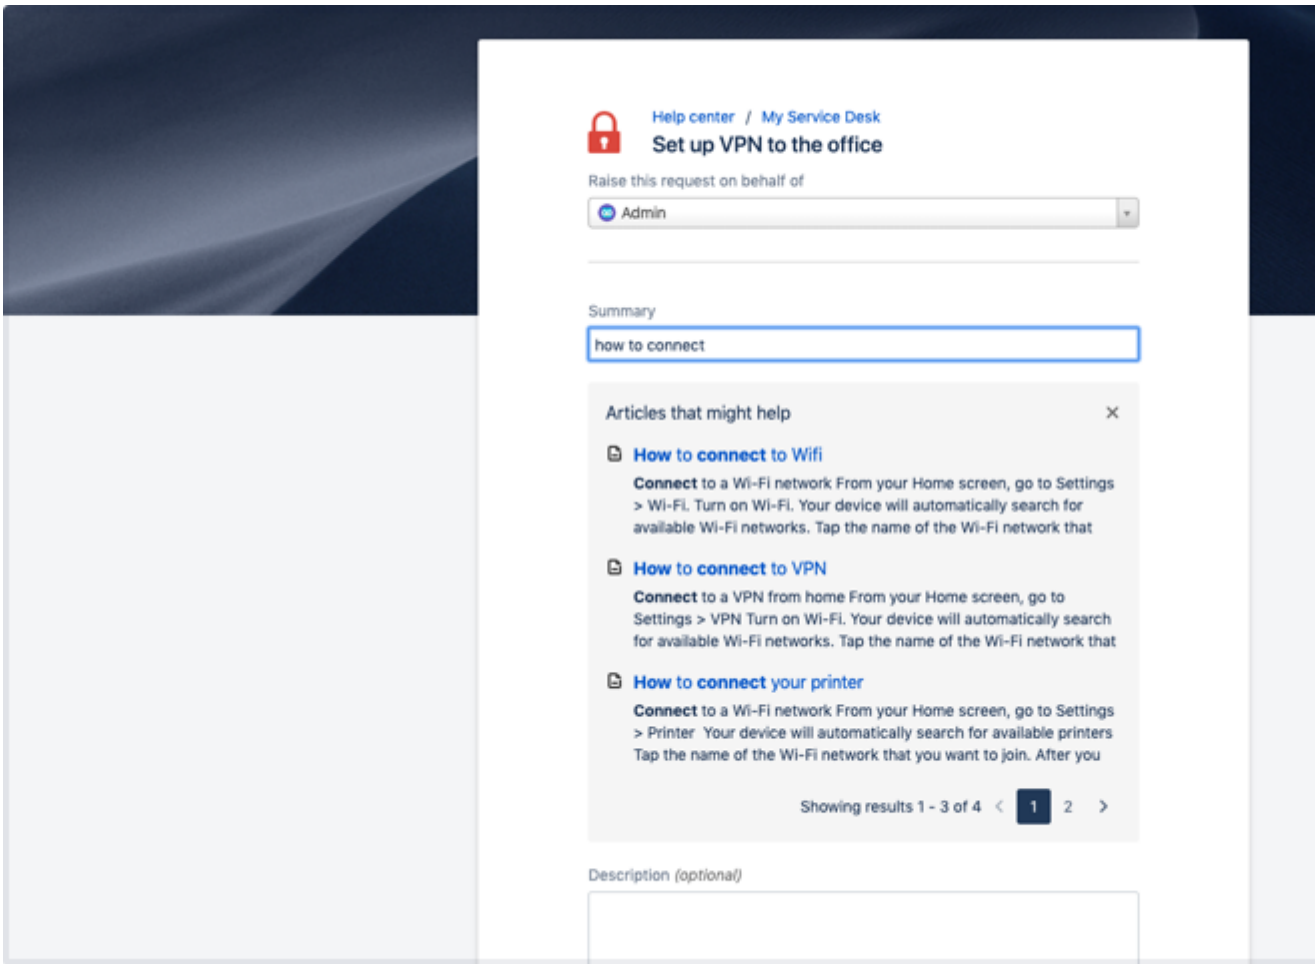 Help center / My Service Desk
Set up VPN to the office
Raise this request on behalf of
Admin
Summary
how to connect
Articles that might help
How to connect to Wifi
Connect to a Wi-Fi network From your Home screen, go to Settings
> Wi-Fi. Turn on Wi-Fi. Your device will automatically search for
available Wi-Fi networks. Tap the name of the Wi-Fi network that
How to connect to VPN
Connect to a VPN from home From your Home screen, go to
Settings > VPN Turn on Wi-Fi. Your device will automatically search
for available Wi-Fi networks. Tap the name of the Wi-Fi network that
How to connect your printer
Connect to a Wi-Fi network From your Home screen, go to Settings
> Printer Your device will automatically search for available printers
Tap the name of the Wi-Fi network that you want to join. After you
Showing results 1 - 3 of 4 < 1 2 >
Description (optional)